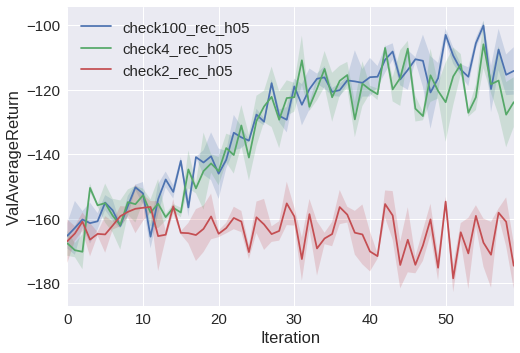 −100
−120
−140
−160
−180
ValAverageReturn
check100_rec_h05
check4_rec_h05
check2_rec_h05
0 10 20 30 40 50
Iteration